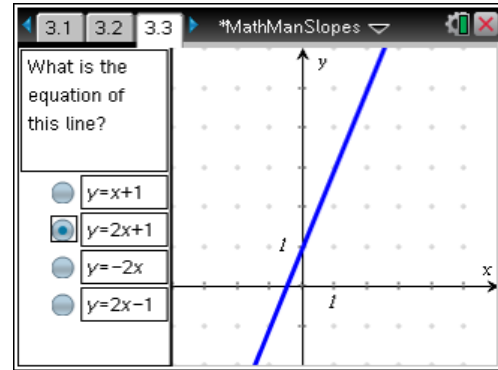 3.1 3.2 3.3 *MathManSlopes
What is the
equation of
this line?
y=x+1
y=2x+1
y=-2x
y=2x-1
y
1
x
1